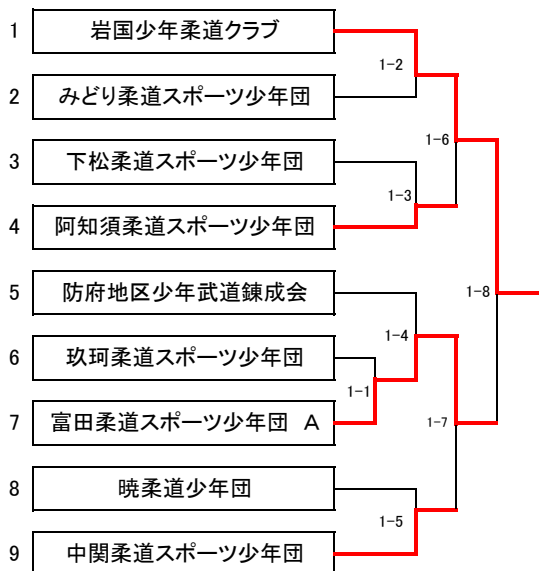 1 岩国少年柔道クラブ
1-2
2 みどり柔道スポーツ少年団
1-6
3 下松柔道スポーツ少年団
1-3
4 阿知須柔道スポーツ少年団
5 防府地区少年武道錬成会
1-8
1-4
6 玖珂柔道スポーツ少年団
1-1
7 富田柔道スポーツ少年団 A
1-7
8 暁柔道少年団
1-5
9 中関柔道スポーツ少年団